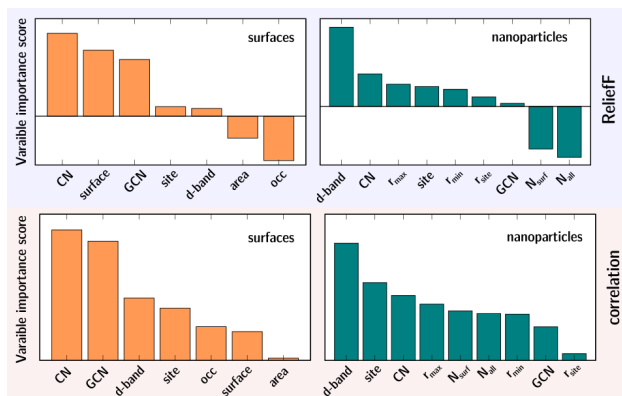 Varaible importance score
surfaces
CN
surface
GCN
site
d-band
area
occ
nanoparticles
d-band
CN
rmax
site
rmin
rsite
GCN
Nsurf
Nall
ReliefF
Varaible importance score
surfaces
CN
GCN
d-band
site
occ
surface
area
nanoparticles
d-band
site
CN
rmax
Nsurf
Nall
rmin
GCN
rsite
correlation